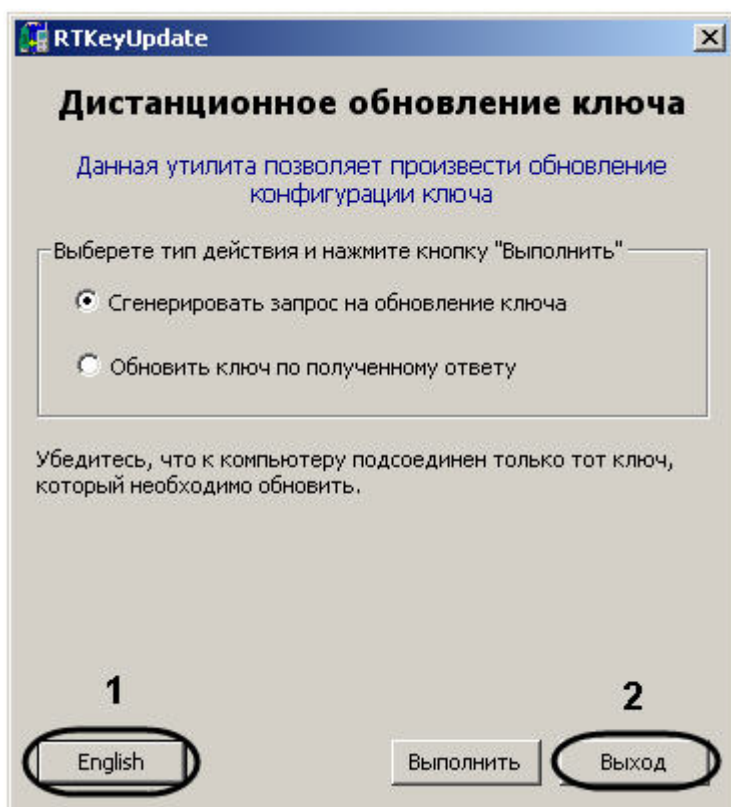 RTKeyUpdate
Дистанционное обновление ключа
Данная утилита позволяет произвести обновление
конфигурации ключа
Выберете тип действия и нажмите кнопку "Выполнить"
Сгенерировать запрос на обновление ключа
Обновить ключ по полученному ответу
Убедитесь, что к компьютеру подсоединен только тот ключ,
который необходимо обновить.
1 2
English Выполнить Выход